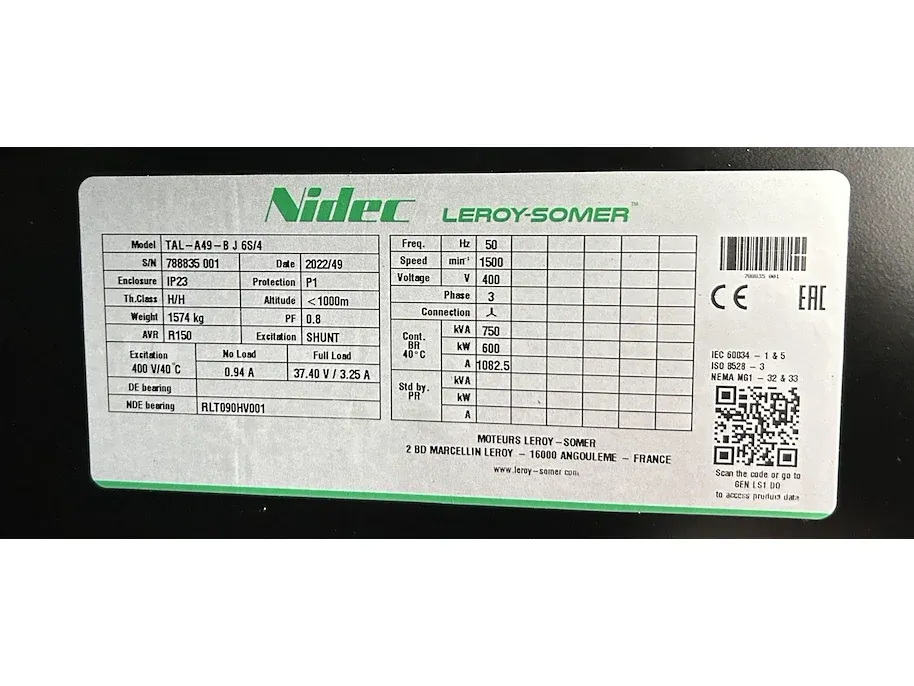 Nidec LEROY-SOMER™
Model TAL-A49-B J 6S/4
S/N 788835 001 Date 2022/49
Enclosure IP23 Protection P1
Th.Class H/H Altitude <1000m
Weight 1574 kg PF 0.8
AVR R150 Excitation SHUNT
Excitation 400 V/40°C No Load Full Load
0.94 A 37.40 V / 3.25 A
DE bearing
NDE bearing RLT090HV001
Freq. Hz 50
Speed min⁻¹ 1500
Voltage V 400
Phase 3
Connection
Cont. BR 40°C kVA 750
kW 600
A 1082.5
Std by. PR kVA
kW
A
MOTEURS LEROY-SOMER
2 BD MARCELLIN LEROY - 16000 ANGOULEME - FRANCE
www.leroy-somer.com
788835 001
CE EAC
IEC 60034 - 1 & 5
ISO 8528 - 3
NEMA MG1 - 32 & 33
Scan the code or go to
GEN LS1 DO
to access product data